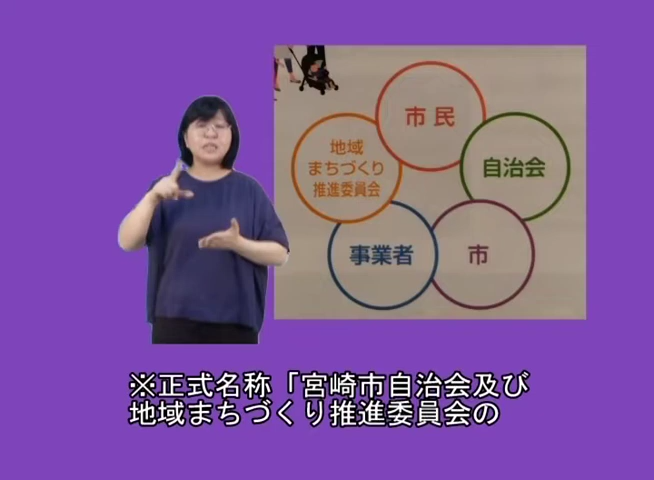 市民
地域
まちづくり
推進委員会
自治会
事業者
市
※正式名称「宮崎市自治会及び
地域まちづくり推進委員会の